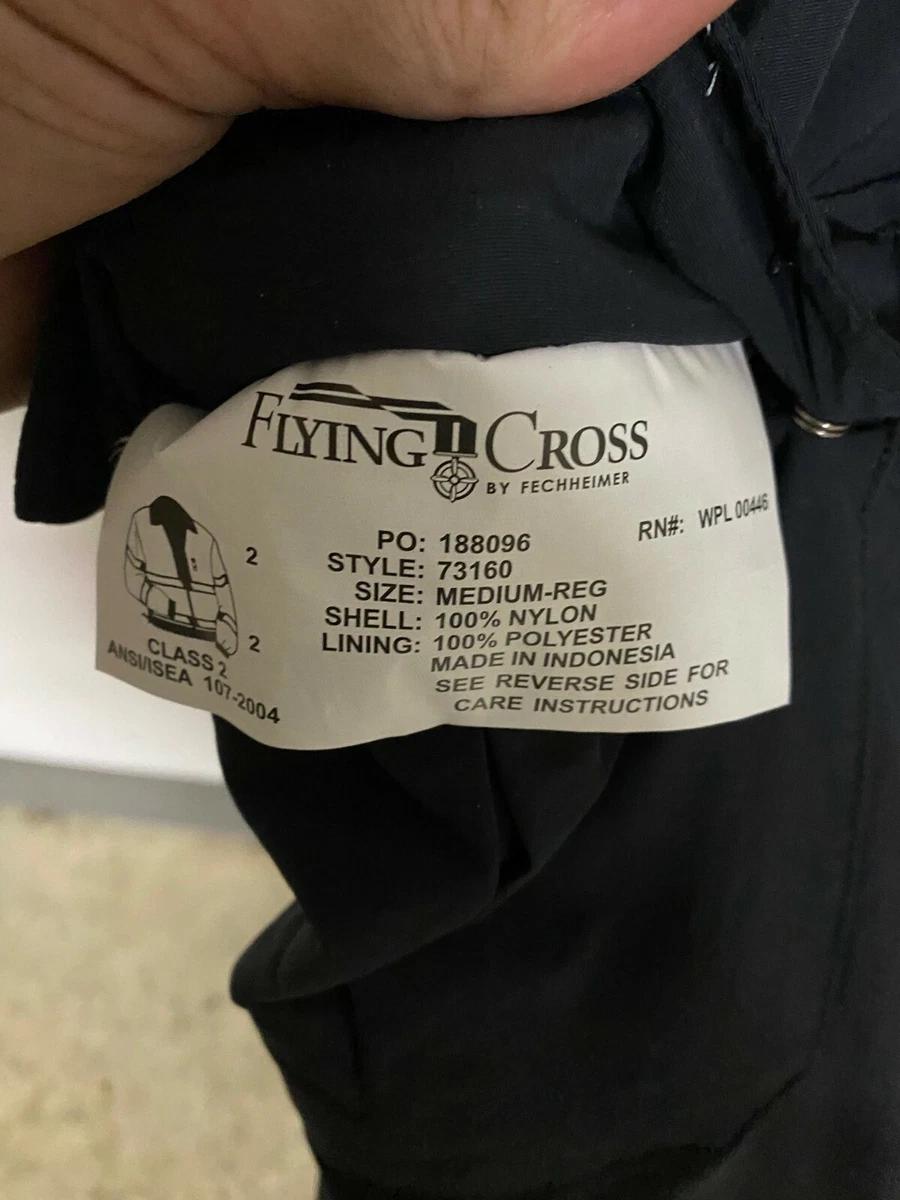 FLYING CROSS
BY FECHHEIMER
RN#: WPL 00446
PO: 188096
STYLE: 73160
SIZE: MEDIUM-REG
SHELL: 100% NYLON
LINING: 100% POLYESTER
MADE IN INDONESIA
SEE REVERSE SIDE FOR
CARE INSTRUCTIONS
2
2
CLASS 2
ANSI/ISEA 107-2004